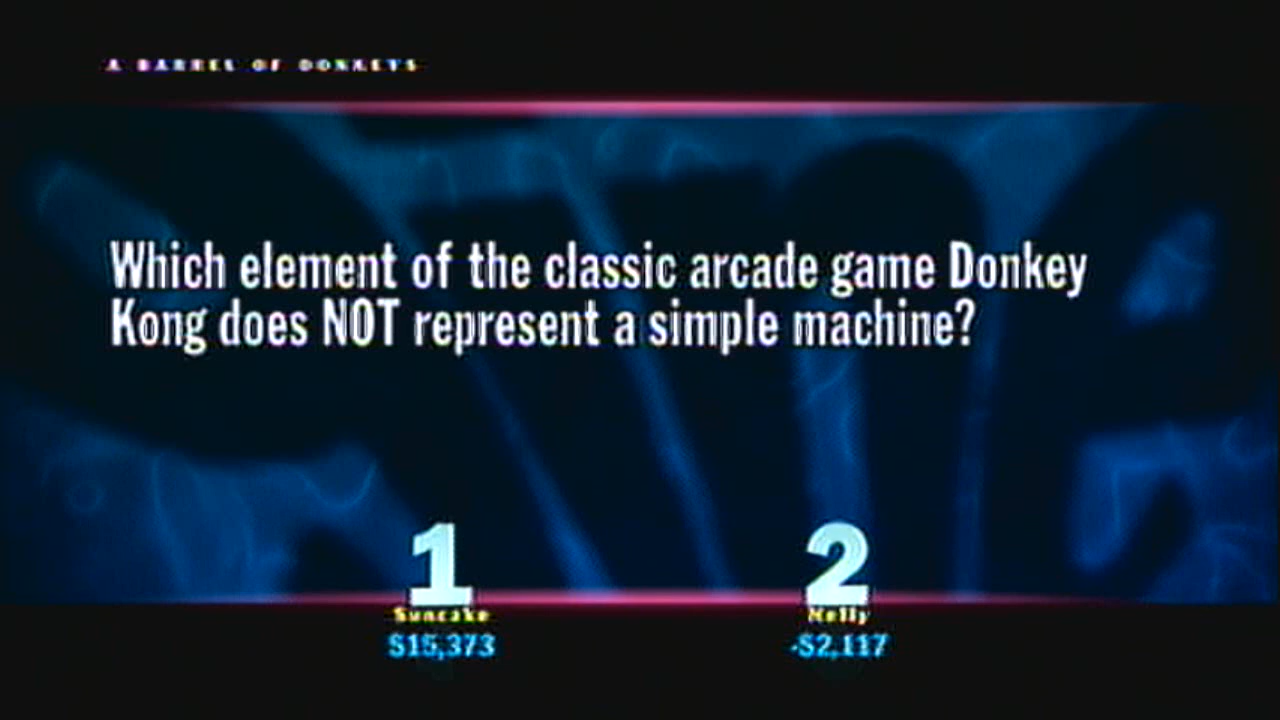 A BARREL OF DONKEYS
Which element of the classic arcade game Donkey
Kong does NOT represent a simple machine?
1
2
Suncake
Nelly
$15,373
-$2,117